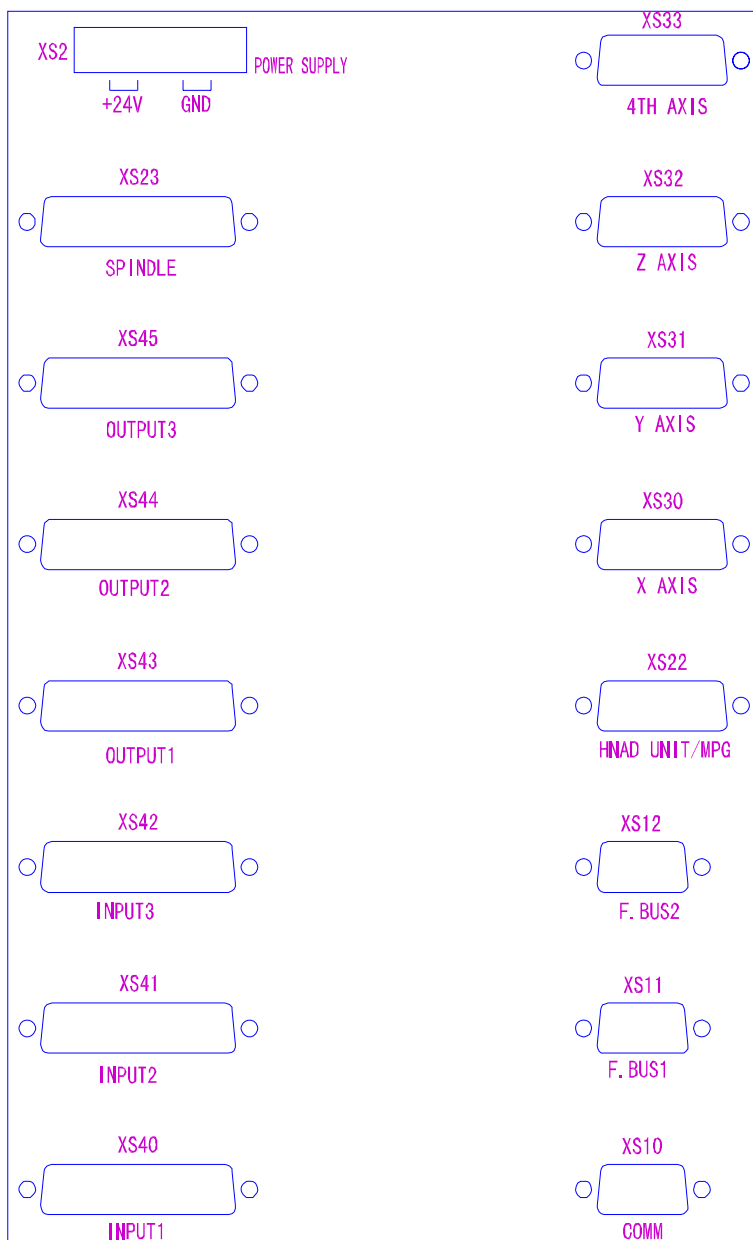 XS2
POWER SUPPLY
+24V GND
XS33
4TH AXIS
XS23
SPINDLE
XS32
Z AXIS
XS45
OUTPUT3
XS31
Y AXIS
XS44
OUTPUT2
XS30
X AXIS
XS43
OUTPUT1
XS22
HNAD UNIT/MPG
XS42
INPUT3
XS12
F.BUS2
XS41
INPUT2
XS11
F.BUS1
XS40
INPUT1
XS10
COMM